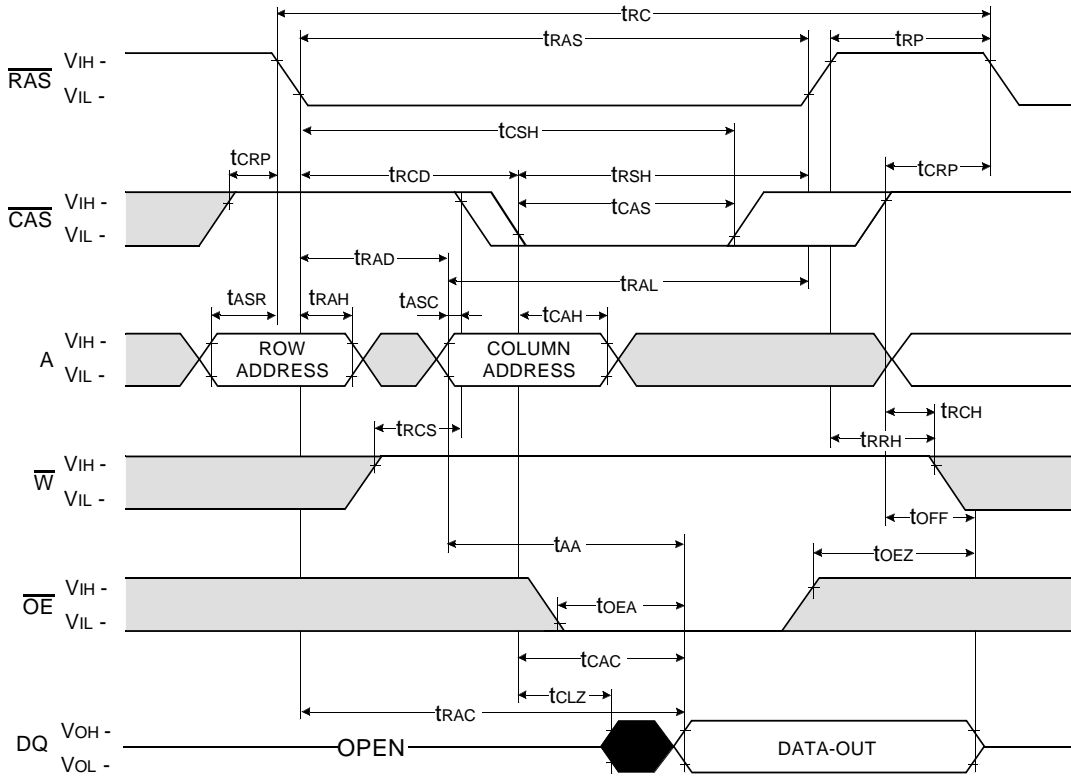 tRC
tRAS
tRP
RAS
VIH -
VIL -
tCSH
tCRP
tRCD
tRSH
tCRP
CAS
VIH -
VIL -
tCAS
tRAD
tRAL
tASR
tRAH
tASC
tCAH
A
VIH -
VIL -
ROW
ADDRESS
COLUMN
ADDRESS
tRCS
tRCH
tRRH
W
VIH -
VIL -
tOFF
tAA
tOEZ
OE
VIH -
VIL -
tOEA
tCAC
tCLZ
tRAC
DQ
VOH -
VOL -
OPEN
DATA-OUT